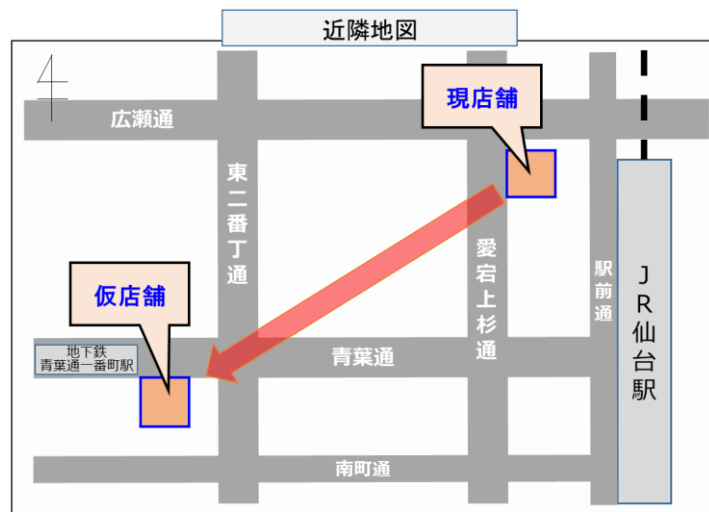 近隣地図
現店舗
広瀬通
東二番丁通
愛宕上杉通
駅前通
JR仙台駅
仮店舗
地下鉄
青葉通一番町駅
青葉通
南町通